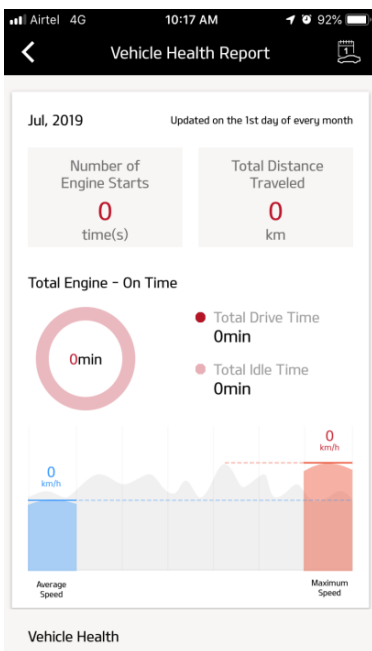 Airtel 4G 10:17 AM 92%
Vehicle Health Report
1
Jul, 2019 Updated on the 1st day of every month
Number of
Engine Starts
0
time(s)
Total Distance
Traveled
0
km
Total Engine - On Time
0min
Total Drive Time
0min
Total Idle Time
0min
0
km/h
0
km/h
Average
Speed
Maximum
Speed
Vehicle Health